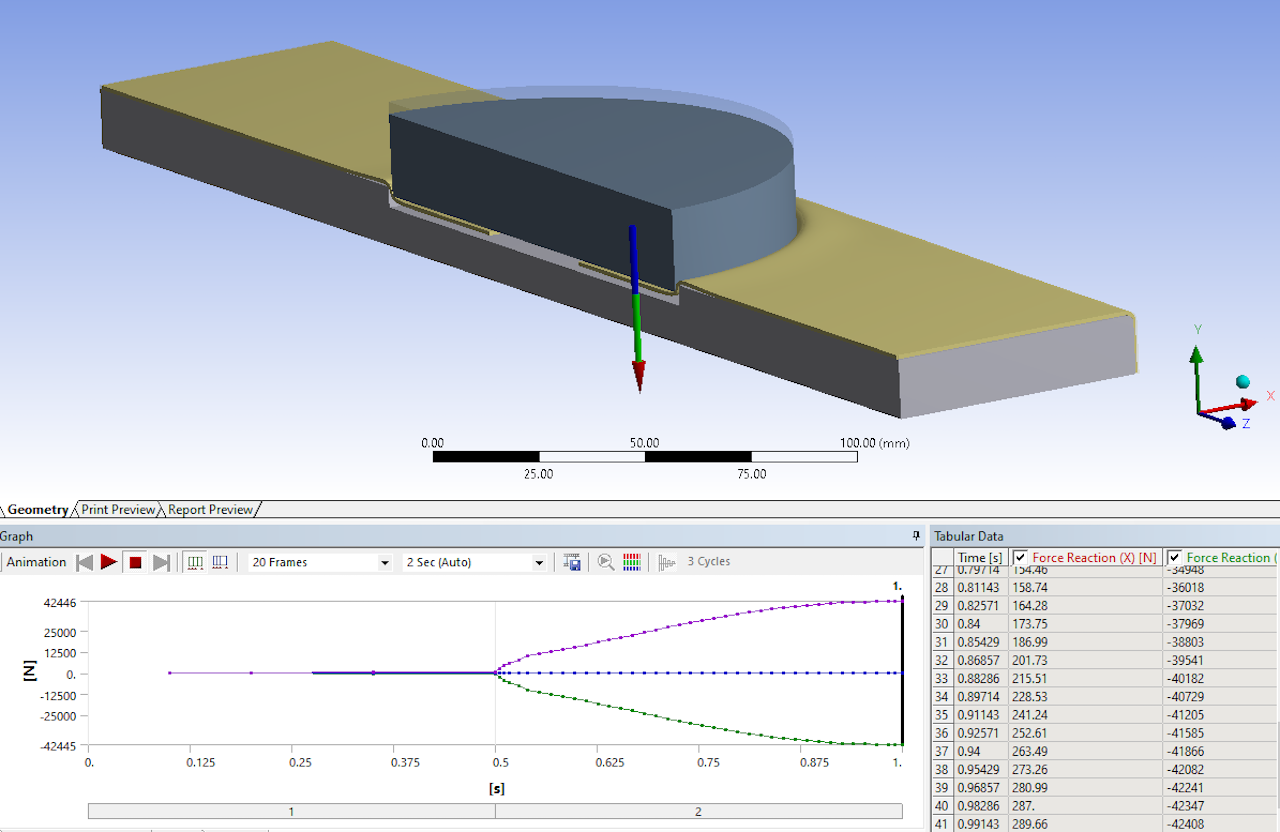 Y
X
Z
0.00 50.00 100.00 (mm)
25.00 75.00
Geometry Print Preview Report Preview
Graph
Animation 20 Frames 2 Sec (Auto) 3 Cycles
1.
42446
25000
12500
0.
-12500
-25000
-42445
[N]
0. 0.125 0.25 0.375 0.5 0.625 0.75 0.875 1.
[s]
1 2
Tabular Data
Time [s] Force Reaction (X) [N] Force Reaction (
27 0.79714 154.46 -34948
28 0.81143 158.74 -36018
29 0.82571 164.28 -37032
30 0.84 173.75 -37969
31 0.85429 186.99 -38803
32 0.86857 201.73 -39541
33 0.88286 215.51 -40182
34 0.89714 228.53 -40729
35 0.91143 241.24 -41205
36 0.92571 252.61 -41585
37 0.94 263.49 -41866
38 0.95429 273.26 -42082
39 0.96857 280.99 -42241
40 0.98286 287. -42347
41 0.99143 289.66 -42408